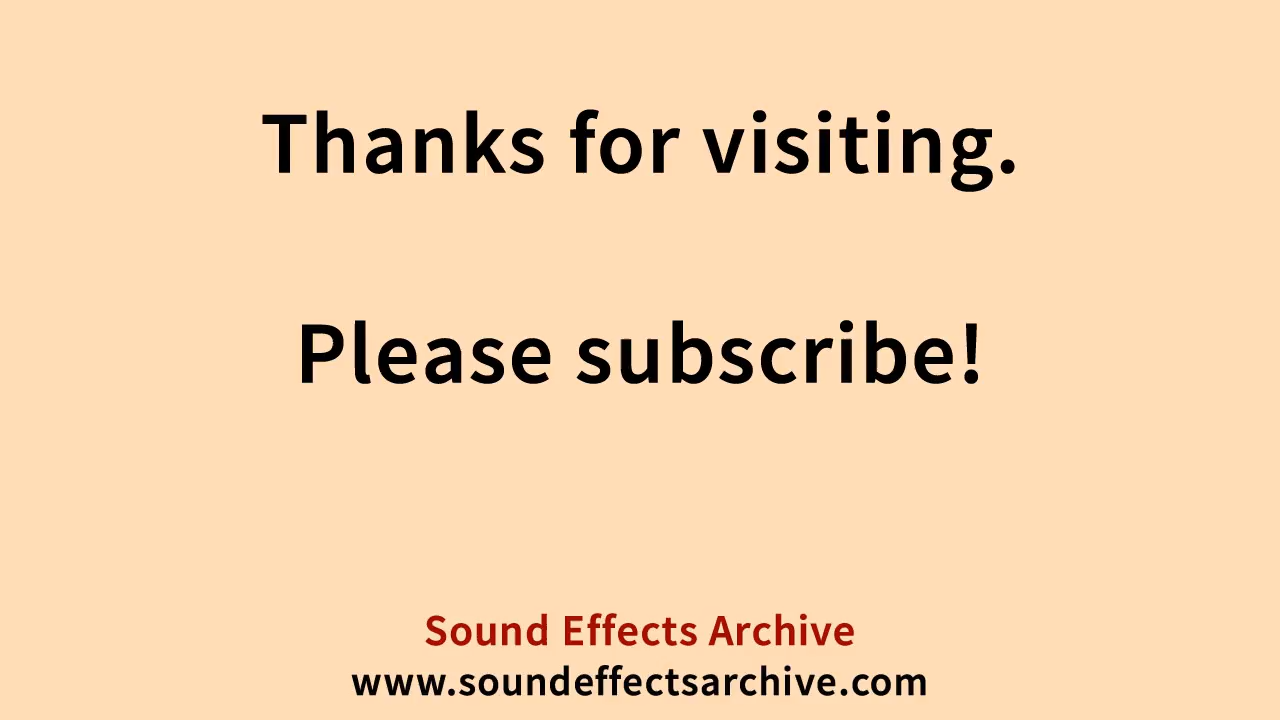 Thanks for visiting.
Please subscribe!
Sound Effects Archive
www.soundeffectsarchive.com